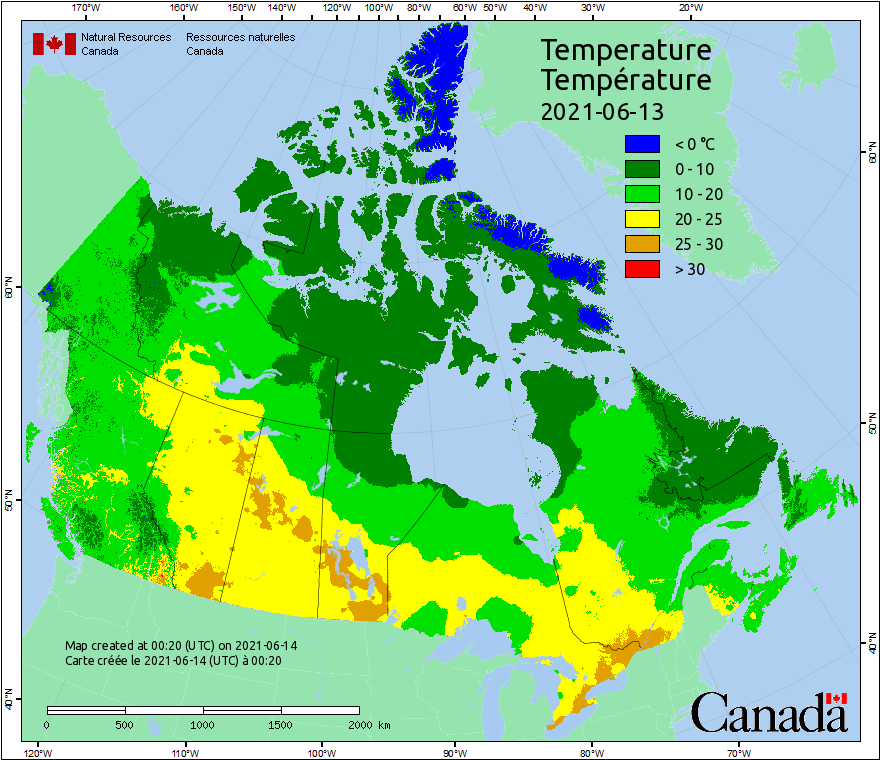 170°W 160°W 150°W 140°W 130°W 120°W 110°W 100°W 80°W 60°W 50°W 40°W 30°W 20°W
Natural Resources Canada
Ressources naturelles Canada
Temperature
Température
2021-06-13
< 0 °C
0 - 10
10 - 20
20 - 25
25 - 30
> 30
60°N
50°N
40°N
60°N
50°N
40°N
Map created at 00:20 (UTC) on 2021-06-14
Carte créée le 2021-06-14 (UTC) à 00:20
0 500 1000 1500 2000 km
Canada
120°W 110°W 100°W 90°W 80°W 70°W